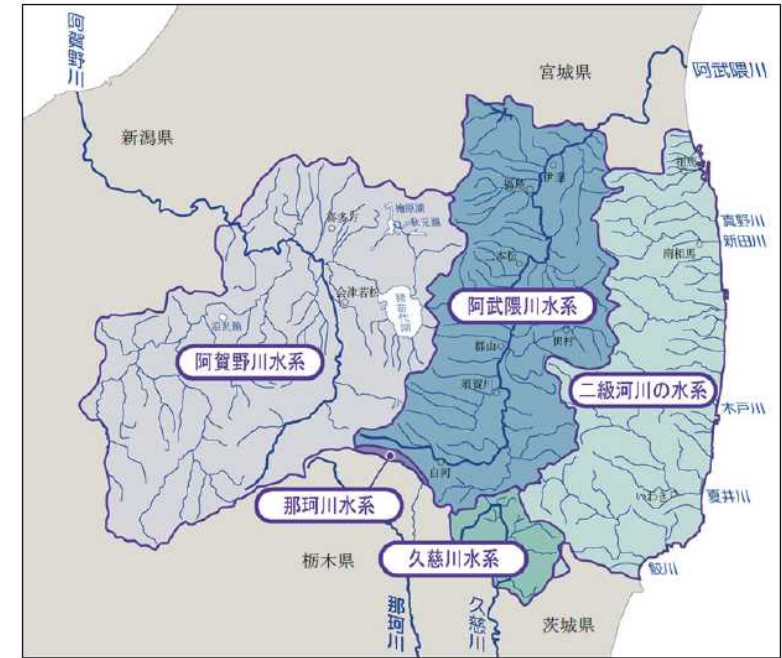 阿賀野川
宮城県
阿武隈川
新潟県
相馬
伊達
福島
喜多方
桧原湖
秋元湖
真野川
新田川
南相馬
二本松
会津若松
猪苗代湖
阿武隈川水系
沼沢湖
郡山
田村
阿賀野川水系
二級河川の水系
須賀川
木戸川
白河
那珂川水系
いわき
夏井川
久慈川水系
栃木県
鮫川
那珂川
久慈川
茨城県